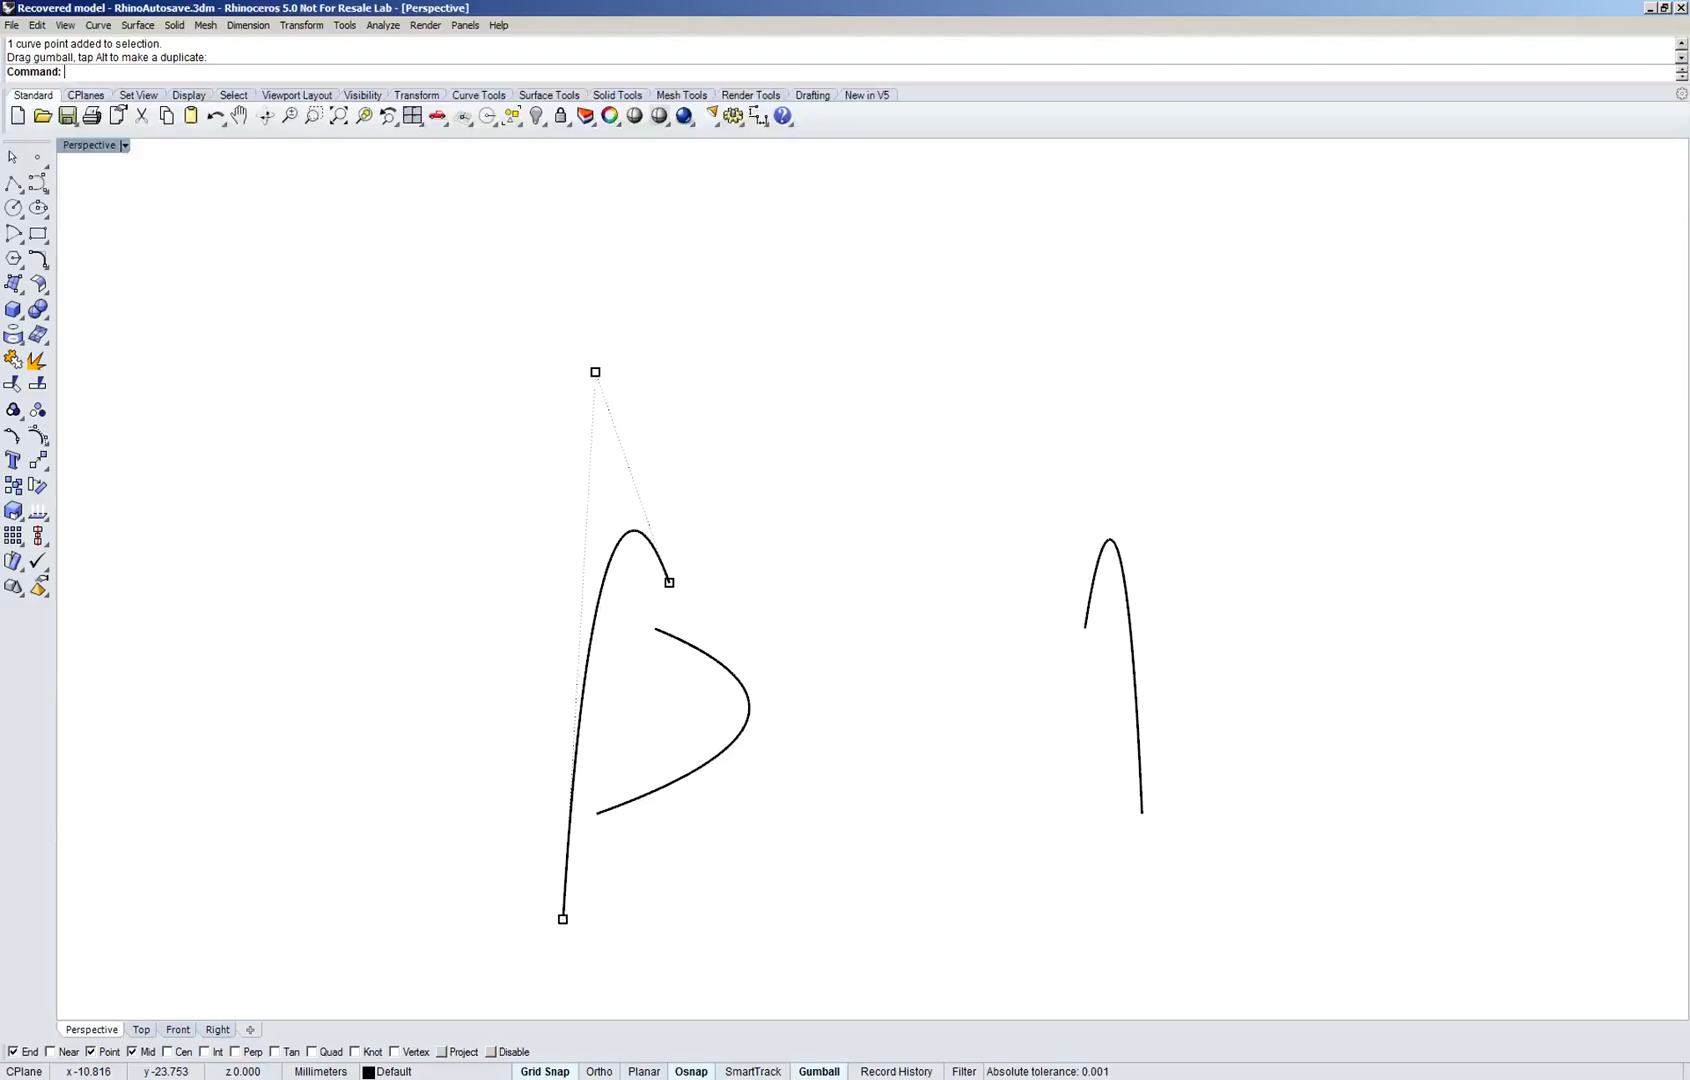 Recovered model - RhinoAutosave.3dm - Rhinoceros 5.0 Not For Resale Lab - [Perspective]
File Edit View Curve Surface Solid Mesh Dimension Transform Tools Analyze Render Panels Help
1 curve point added to selection.
Drag gumball, tap Alt to make a duplicate:
Command:
Standard CPlanes Set View Display Select Viewport Layout Visibility Transform Curve Tools Surface Tools Solid Tools Mesh Tools Render Tools Drafting New in V5
Perspective
Perspective Top Front Right
End Near Point Mid Cen Int Perp Tan Quad Knot Vertex Project Disable
CPlane x -10.816 y -23.753 z 0.000 Millimeters Default Grid Snap Ortho Planar Osnap SmartTrack Gumball Record History Filter Absolute tolerance: 0.001